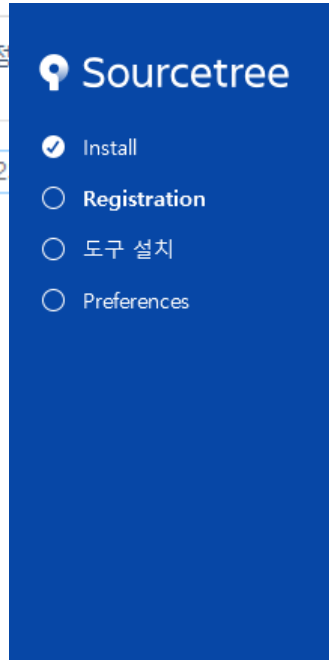 Sourcetree
Install
Registration
도구 설치
Preferences